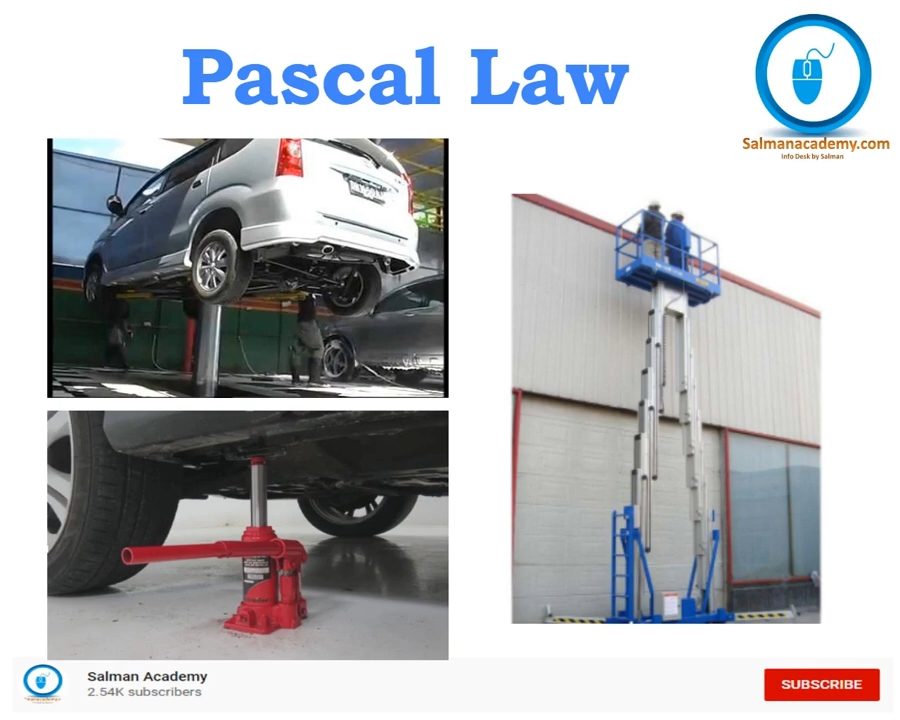 Pascal Law
Salmanacademy.com
Info Desk by Salman
Salman Academy
2.54K subscribers
SUBSCRIBE